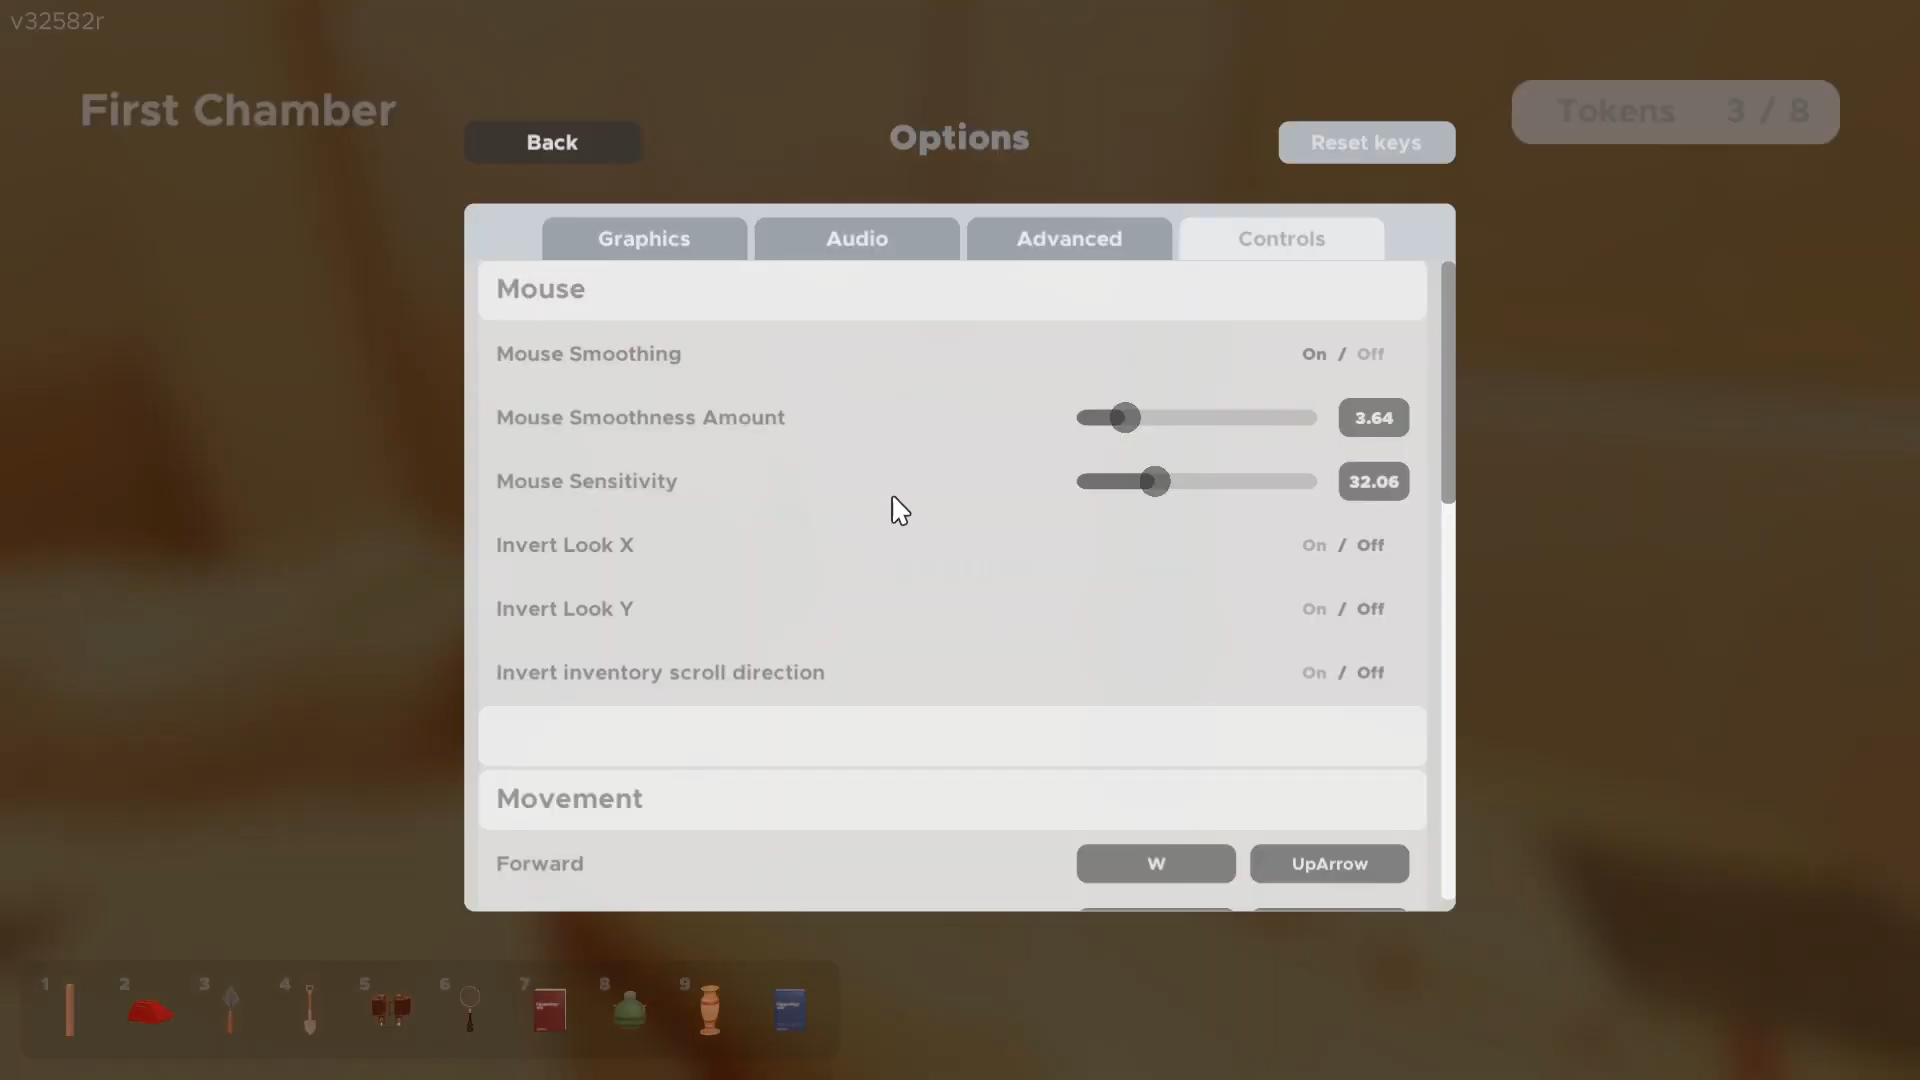 v32582r
First Chamber
Tokens 3 / 8
Back
Options
Reset keys
Graphics
Audio
Advanced
Controls
Mouse
Mouse Smoothing
On / Off
Mouse Smoothness Amount
3.64
Mouse Sensitivity
32.06
Invert Look X
On / Off
Invert Look Y
On / Off
Invert inventory scroll direction
On / Off
Movement
Forward
W
UpArrow
1
2
3
4
5
6
7
8
9